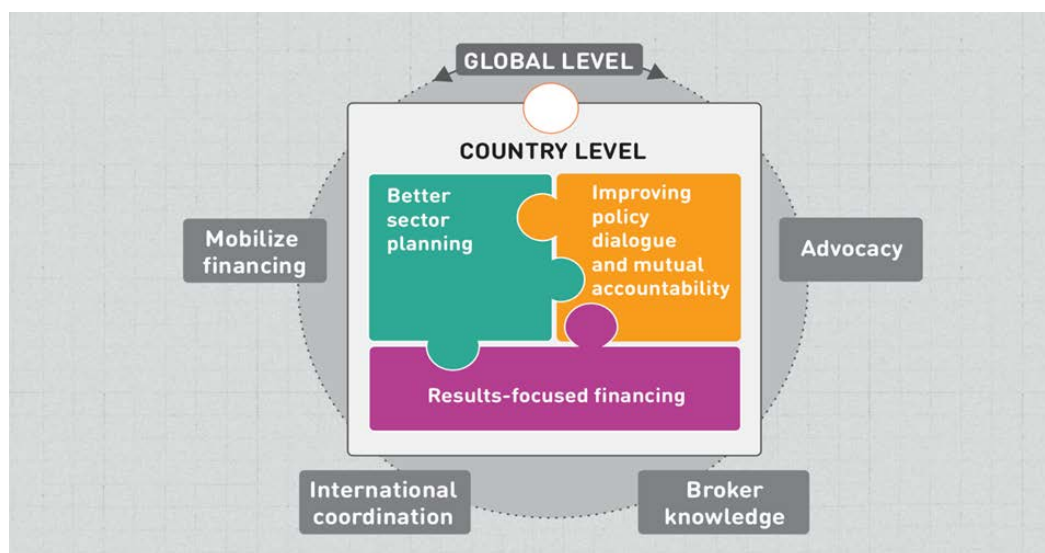 GLOBAL LEVEL
COUNTRY LEVEL
Better
sector
planning
Improving
policy
dialogue
and mutual
accountability
Mobilize
financing
Advocacy
Results-focused financing
International
coordination
Broker
knowledge